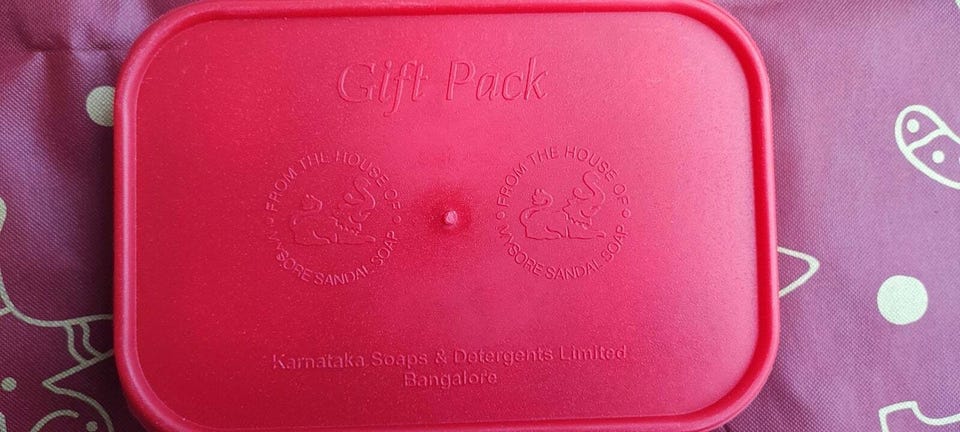 Gift Pack
• FROM THE HOUSE OF •
MYSORE SANDAL SOAP
• FROM THE HOUSE OF •
MYSORE SANDAL SOAP
Karnataka Soaps & Detergents Limited
Bangalore